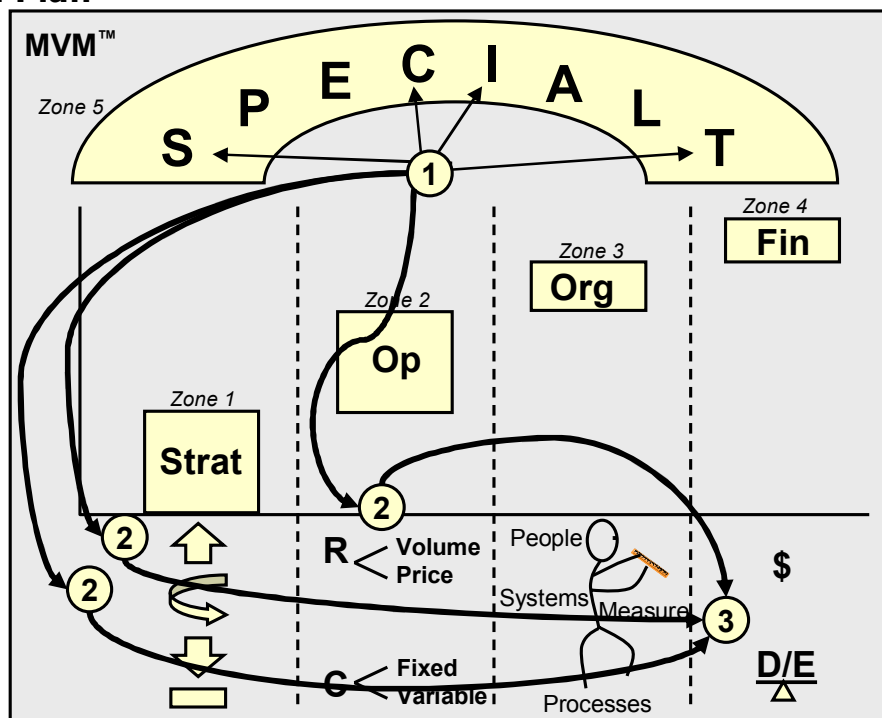 MVM™
S P E C I A L T
Zone 5
1
Zone 4
Fin
Zone 3
Org
Zone 2
Op
Zone 1
Strat
2
2
2
R
Volume
Price
People
$
Systems
Measure
3
C
Fixed
Variable
D/E
Processes